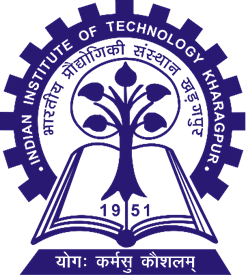 · INDIAN INSTITUTE OF TECHNOLOGY KHARAGPUR ·
भारतीय प्रौद्योगिकी संस्थान खड़गपुर
1951
योगः कर्मसु कौशलम्